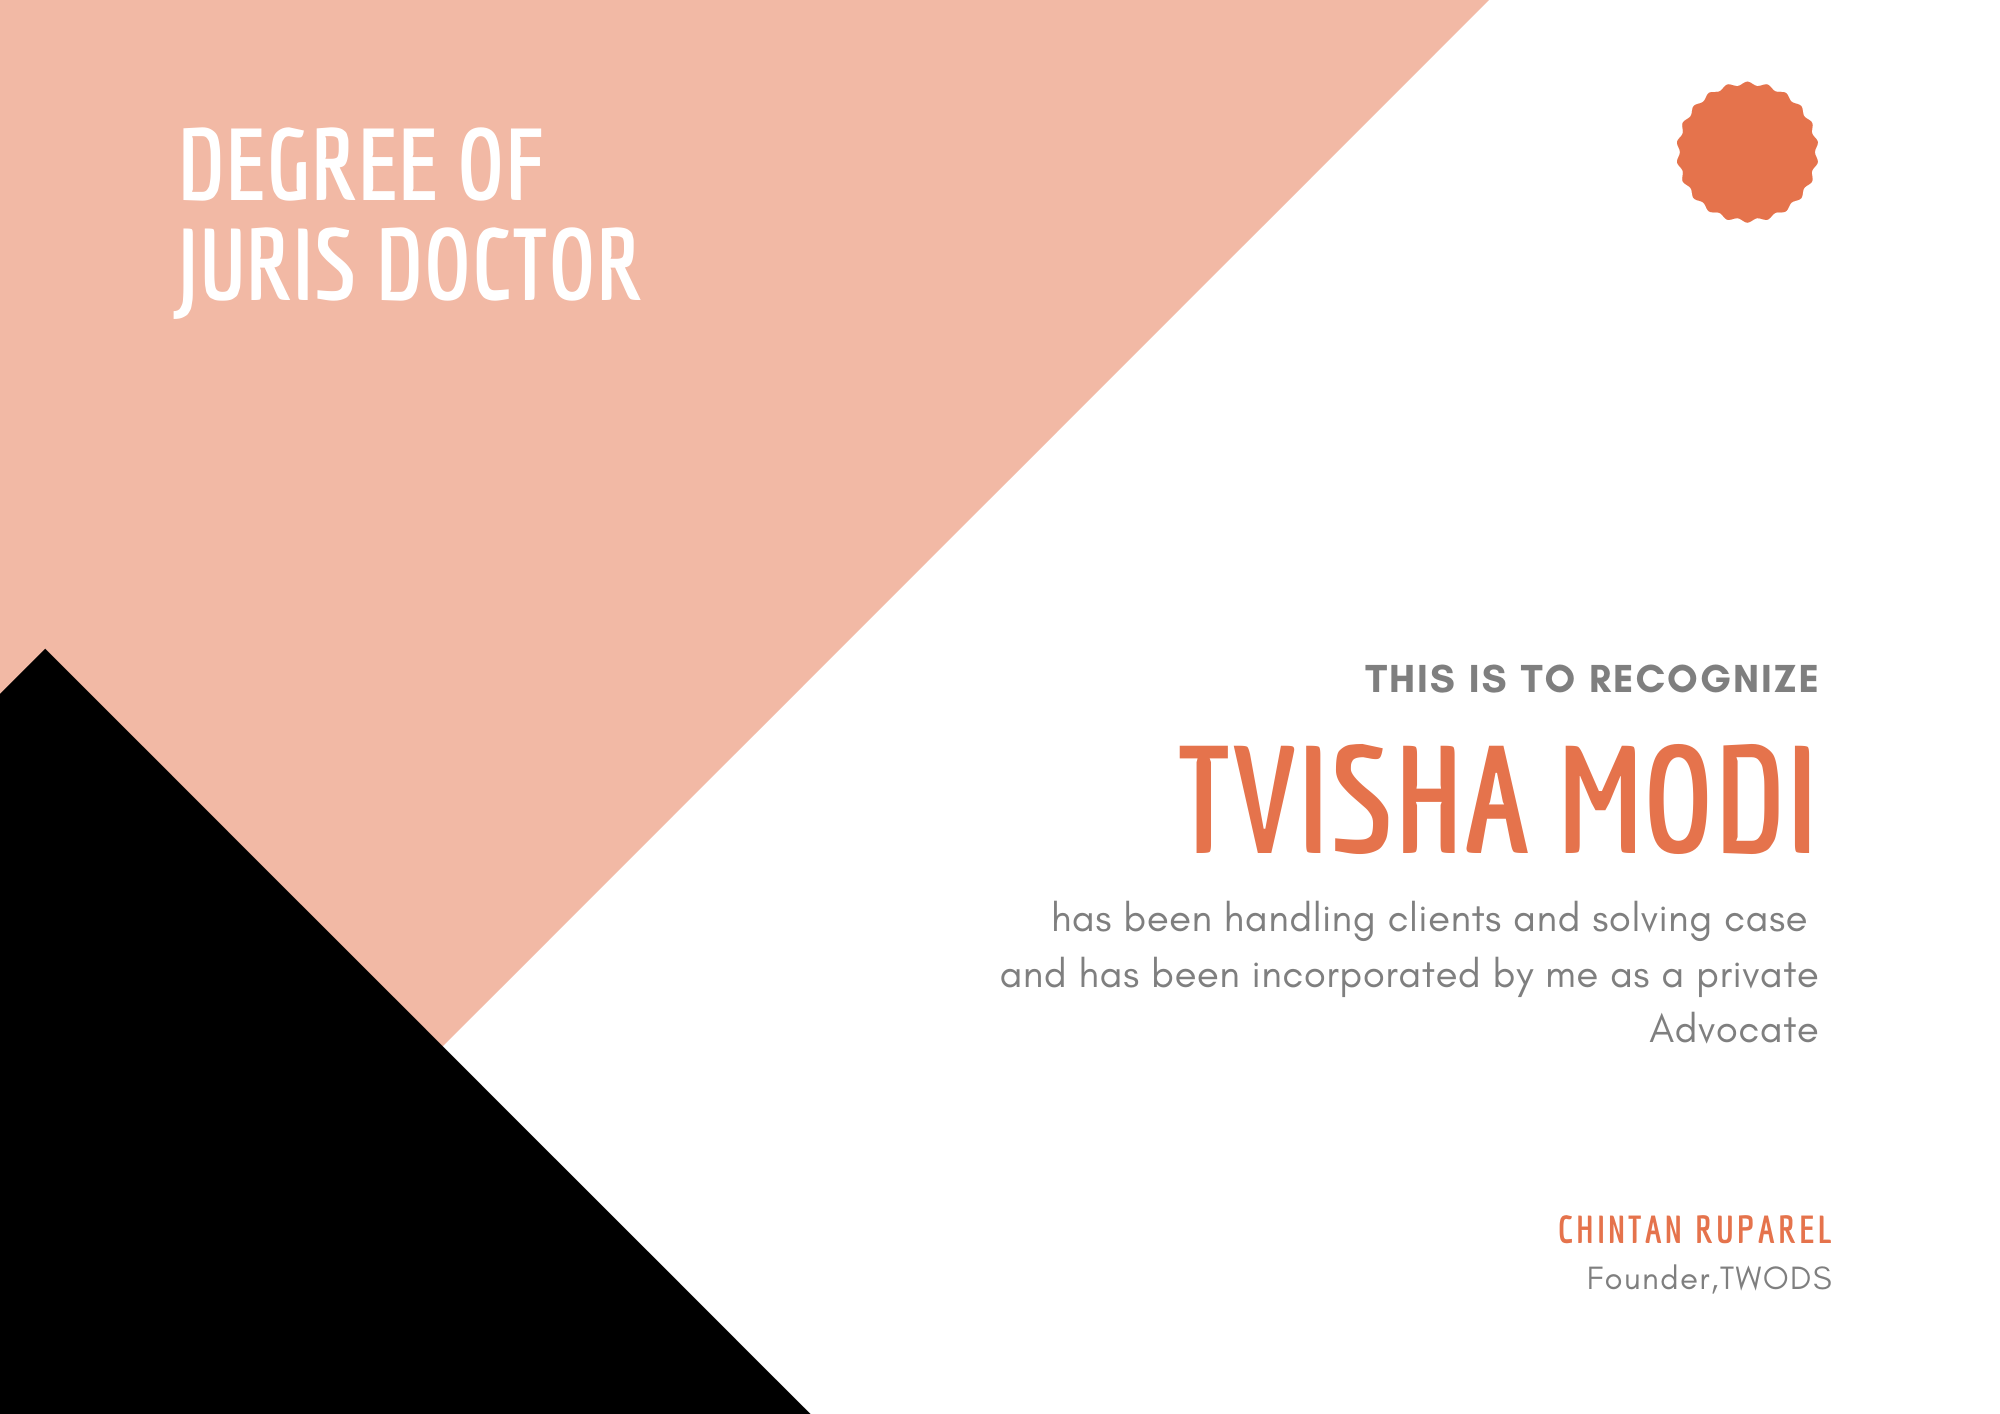 DEGREE OF
JURIS DOCTOR
THIS IS TO RECOGNIZE
TVISHA MODI
has been handling clients and solving case
and has been incorporated by me as a private
Advocate
CHINTAN RUPAREL
Founder,TWODS